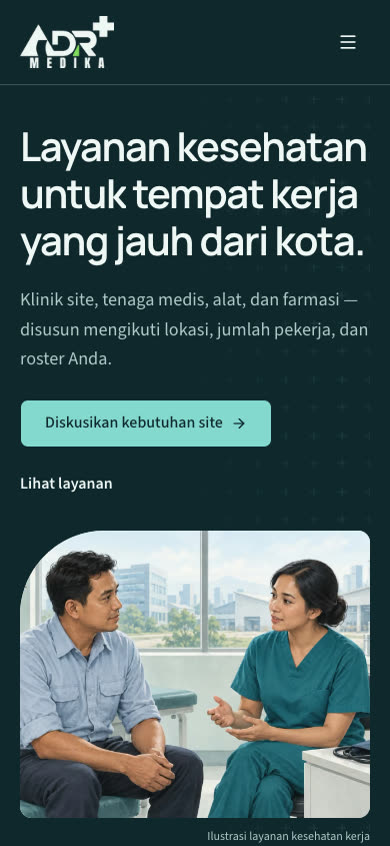 ADR
MEDIKA
Layanan kesehatan
untuk tempat kerja
yang jauh dari kota.
Klinik site, tenaga medis, alat, dan farmasi —
disusun mengikuti lokasi, jumlah pekerja, dan
roster Anda.
Diskusikan kebutuhan site →
Lihat layanan
Ilustrasi layanan kesehatan kerja